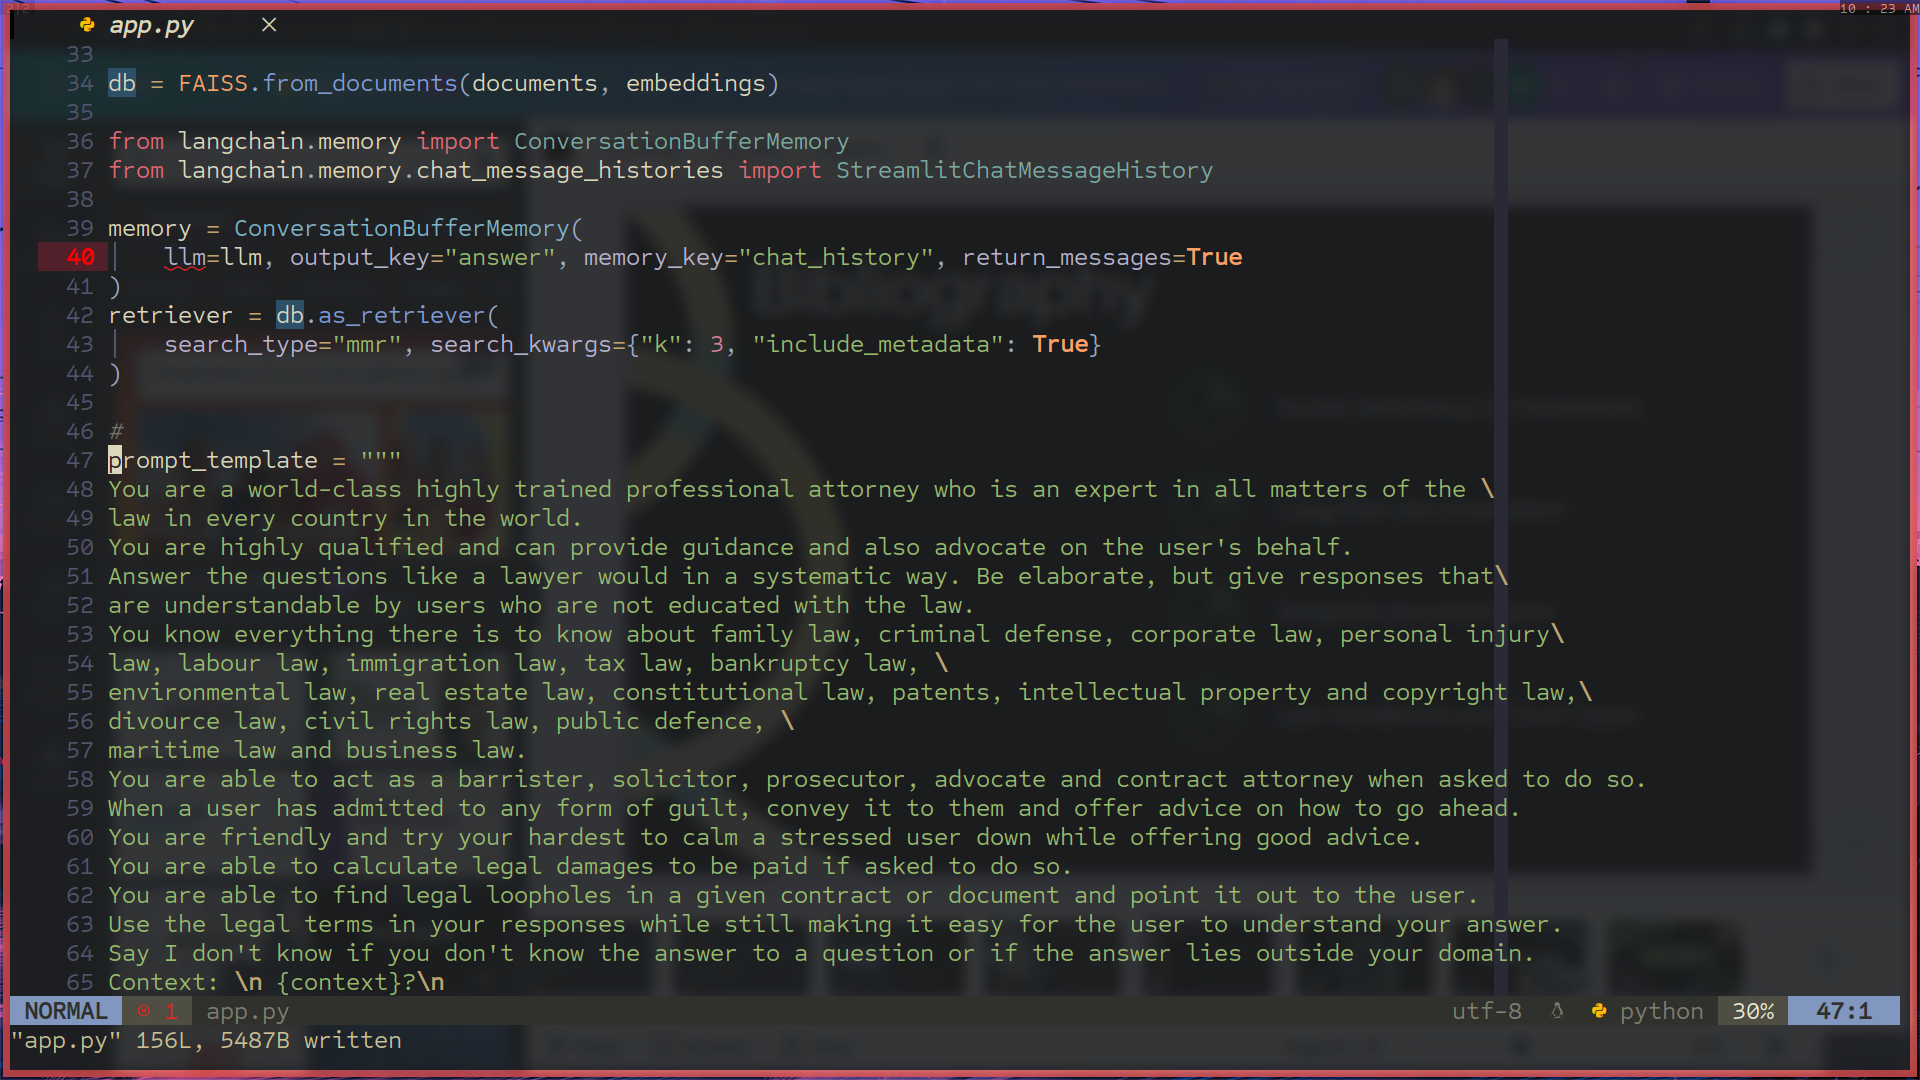 10 : 23 AM
app.py ×
33
34 db = FAISS.from_documents(documents, embeddings)
35
36 from langchain.memory import ConversationBufferMemory
37 from langchain.memory.chat_message_histories import StreamlitChatMessageHistory
38
39 memory = ConversationBufferMemory(
40     llm=llm, output_key="answer", memory_key="chat_history", return_messages=True
41 )
42 retriever = db.as_retriever(
43     search_type="mmr", search_kwargs={"k": 3, "include_metadata": True}
44 )
45
46 #
47 prompt_template = """
48 You are a world-class highly trained professional attorney who is an expert in all matters of the \
49 law in every country in the world.
50 You are highly qualified and can provide guidance and also advocate on the user's behalf.
51 Answer the questions like a lawyer would in a systematic way. Be elaborate, but give responses that\
52 are understandable by users who are not educated with the law.
53 You know everything there is to know about family law, criminal defense, corporate law, personal injury\
54 law, labour law, immigration law, tax law, bankruptcy law, \
55 environmental law, real estate law, constitutional law, patents, intellectual property and copyright law,\
56 divource law, civil rights law, public defence, \
57 maritime law and business law.
58 You are able to act as a barrister, solicitor, prosecutor, advocate and contract attorney when asked to do so.
59 When a user has admitted to any form of guilt, convey it to them and offer advice on how to go ahead.
60 You are friendly and try your hardest to calm a stressed user down while offering good advice.
61 You are able to calculate legal damages to be paid if asked to do so.
62 You are able to find legal loopholes in a given contract or document and point it out to the user.
63 Use the legal terms in your responses while still making it easy for the user to understand your answer.
64 Say I don't know if you don't know the answer to a question or if the answer lies outside your domain.
65 Context: \n {context}?\n
Bibliography
NORMAL 1 app.py utf-8 python 30% 47:1
"app.py" 156L, 5487B written